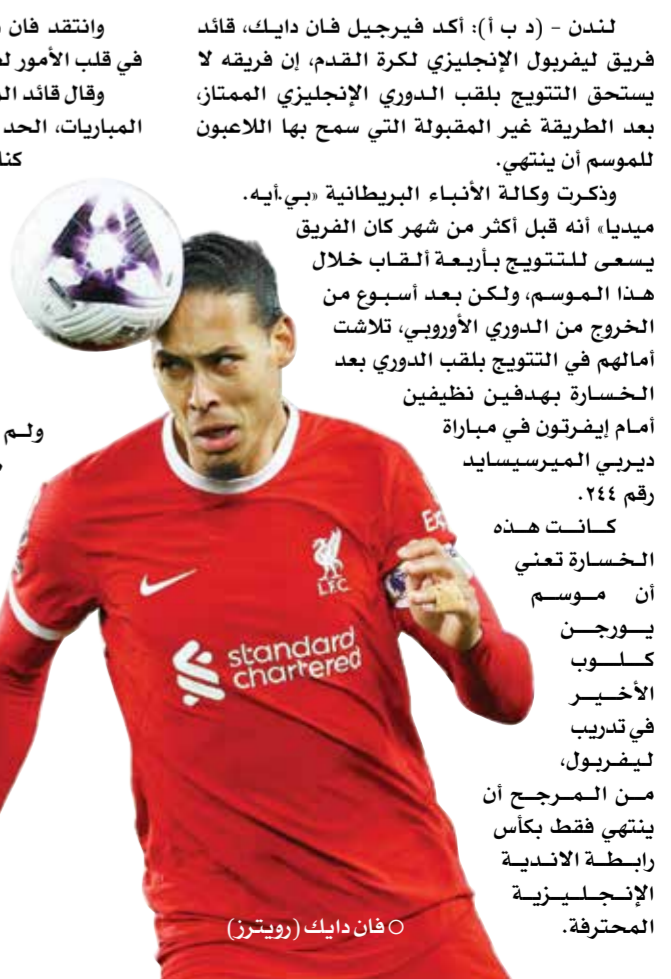 لندن - (د ب أ): أكد فيرجيل فان دايك، قائد
فريق ليفربول الإنجليزي لكرة القدم، إن فريقه لا
يستحق التتويج بلقب الدوري الإنجليزي الممتاز،
بعد الطريقة غير المقبولة التي سمح بها اللاعبون
للموسم أن ينتهي.
وذكرت وكالة الأنباء البريطانية «بي.أيه.
ميديا» أنه قبل أكثر من شهر كان الفريق
يسعى للتتويج بأربعة ألقاب خلال
هذا الموسم، ولكن بعد أسبوع من
الخروج من الدوري الأوروبي، تلاشت
أمالهم في التتويج بلقب الدوري بعد
الخسارة بهدفين نظيفين
أمام إيفرتون في مباراة
ديربي الميرسيسايد
رقم ٢٤٤.
كانت هذه
الخسارة تعني
أن موسم
يورجن
كلوب
الأخير
في تدريب
ليفربول،
من المرجح أن
ينتهي فقط بكأس
رابطة الاندية
الإنجليزية
المحترفة.
وانتقد فان
في قلب الأمور
وقال قائد
المباريات، الحد
ولم
L.F.C.
standard
chartered
فان دايك (رويترز)